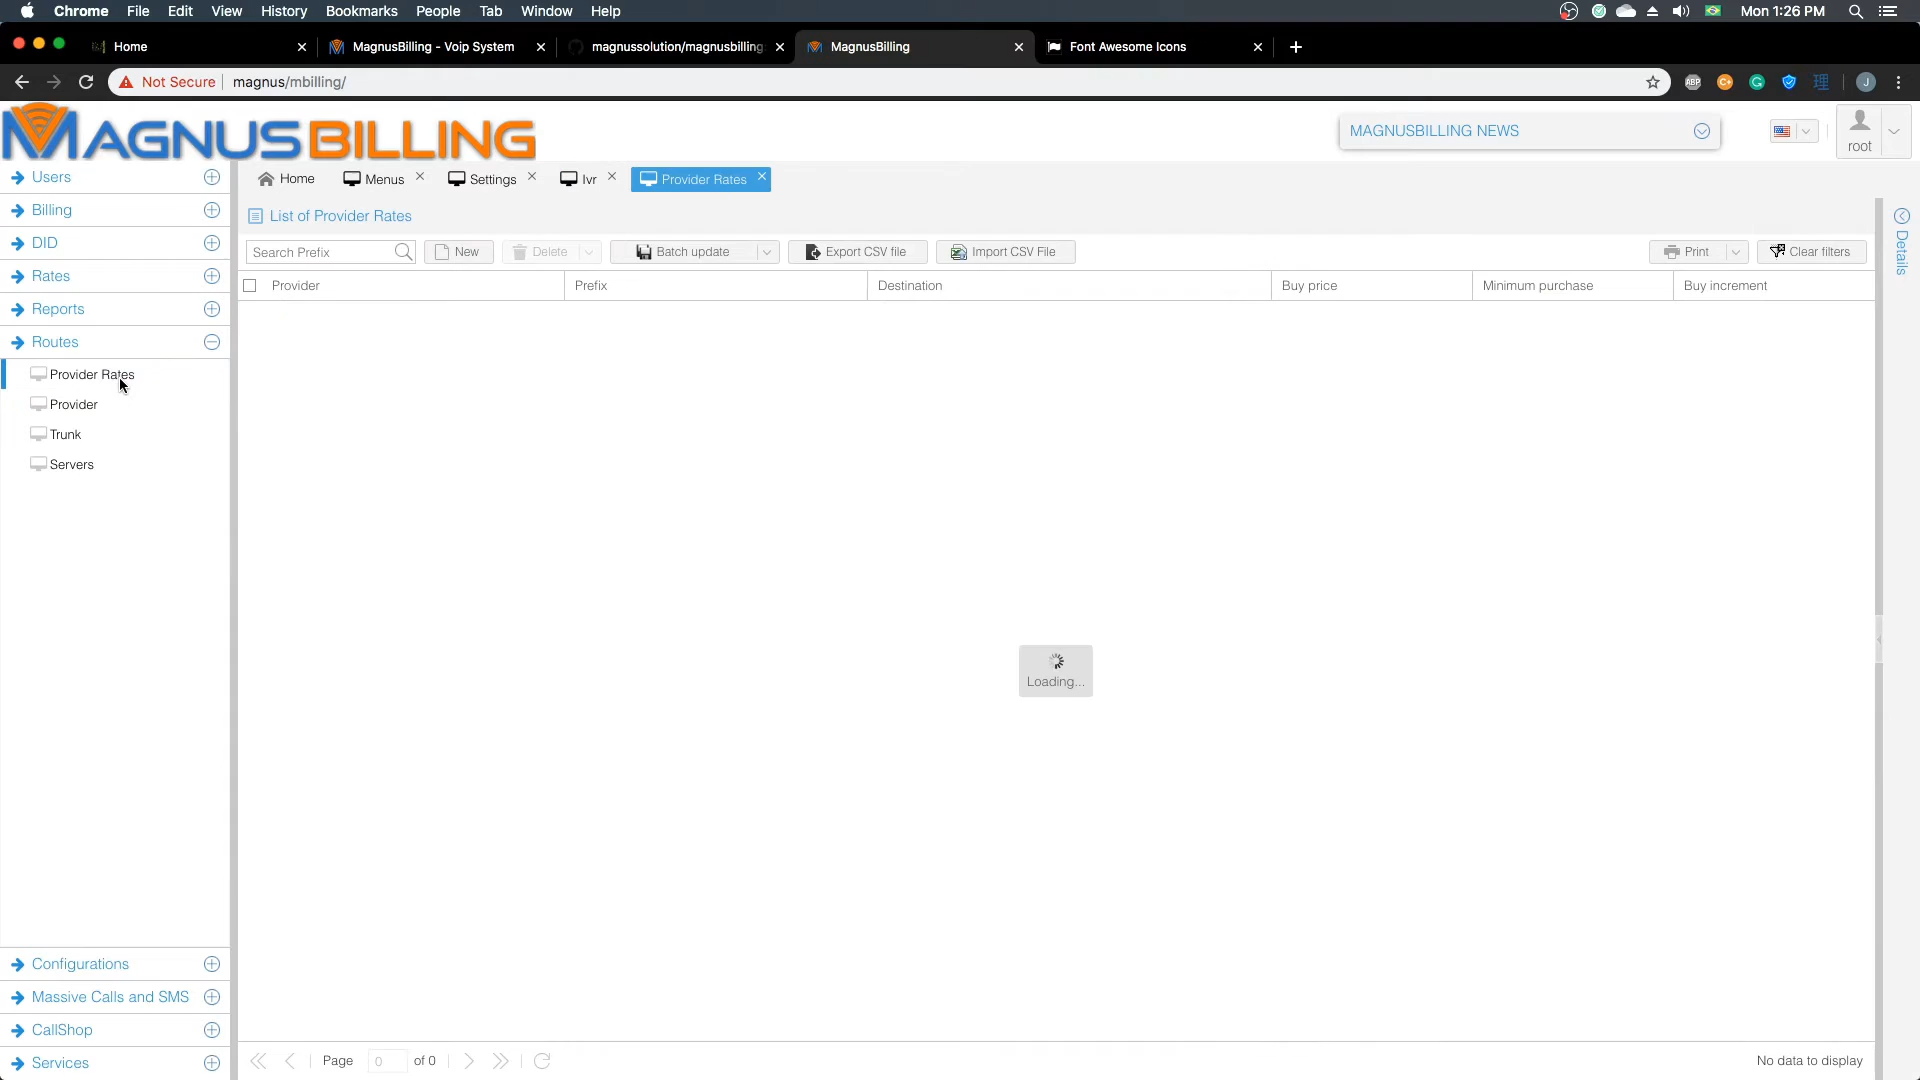 Chrome File Edit View History Bookmarks People Tab Window Help Mon 1:26 PM
Home MagnusBilling - Voip System magnussolution/magnusbilling MagnusBilling Font Awesome Icons
Not Secure magnus/mbilling/ ABP C+ G J
MAGNUSBILLING MAGNUSBILLING NEWS
root
Users Home Menus Settings Ivr Provider Rates
Billing List of Provider Rates
DID Search Prefix New Delete Batch update Export CSV file Import CSV File Print Clear filters Details
Rates Provider Prefix Destination Buy price Minimum purchase Buy increment
Reports
Routes
Provider Rates
Provider
Trunk
Servers
Loading...
Configurations
Massive Calls and SMS
CallShop
Services Page 0 of 0 No data to display